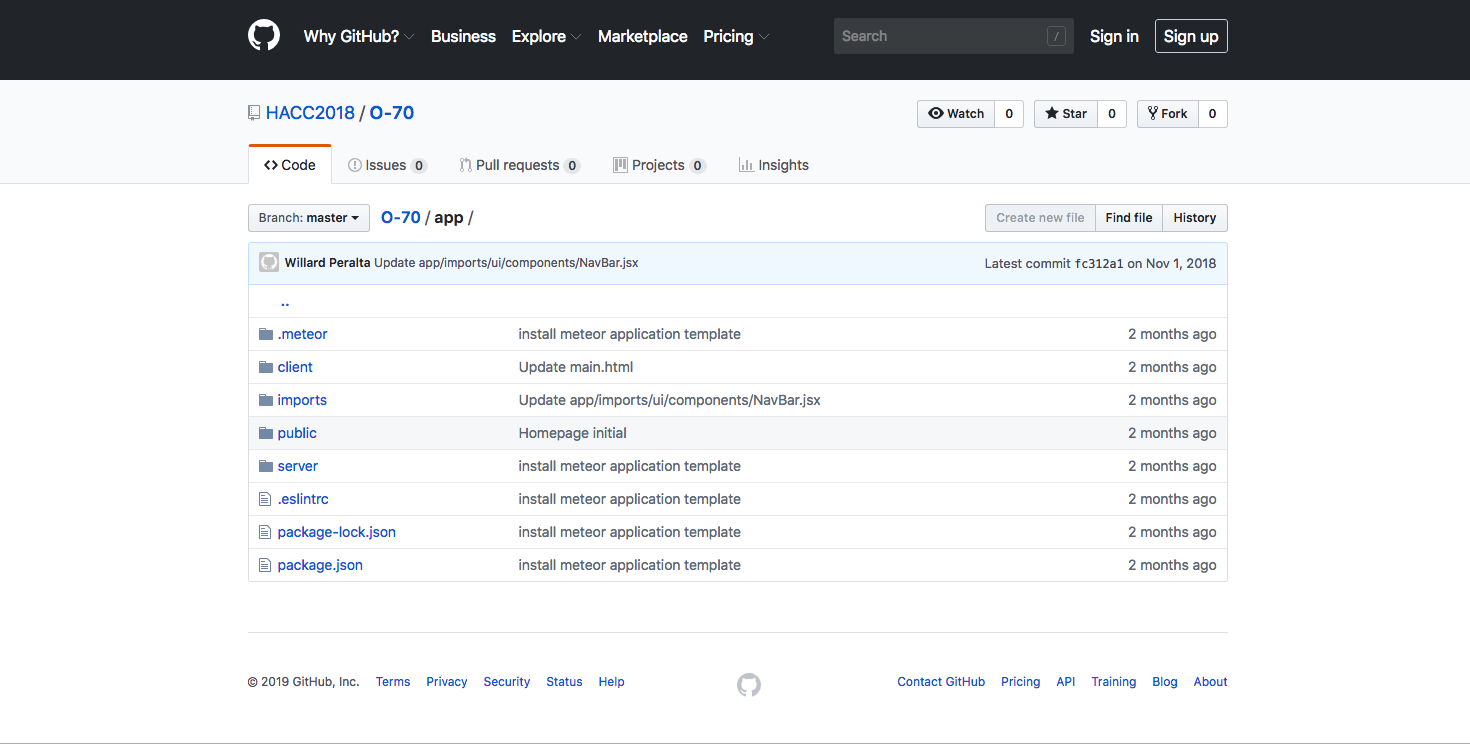 Why GitHub? Business Explore Marketplace Pricing Search / Sign in Sign up
HACC2018 / O-70 Watch 0 Star 0 Fork 0
Code Issues 0 Pull requests 0 Projects 0 Insights
Branch: master O-70 / app / Create new file Find file History
Willard Peralta Update app/imports/ui/components/NavBar.jsx Latest commit fc312a1 on Nov 1, 2018
..
.meteor install meteor application template 2 months ago
client Update main.html 2 months ago
imports Update app/imports/ui/components/NavBar.jsx 2 months ago
public Homepage initial 2 months ago
server install meteor application template 2 months ago
.eslintrc install meteor application template 2 months ago
package-lock.json install meteor application template 2 months ago
package.json install meteor application template 2 months ago
© 2019 GitHub, Inc. Terms Privacy Security Status Help Contact GitHub Pricing API Training Blog About